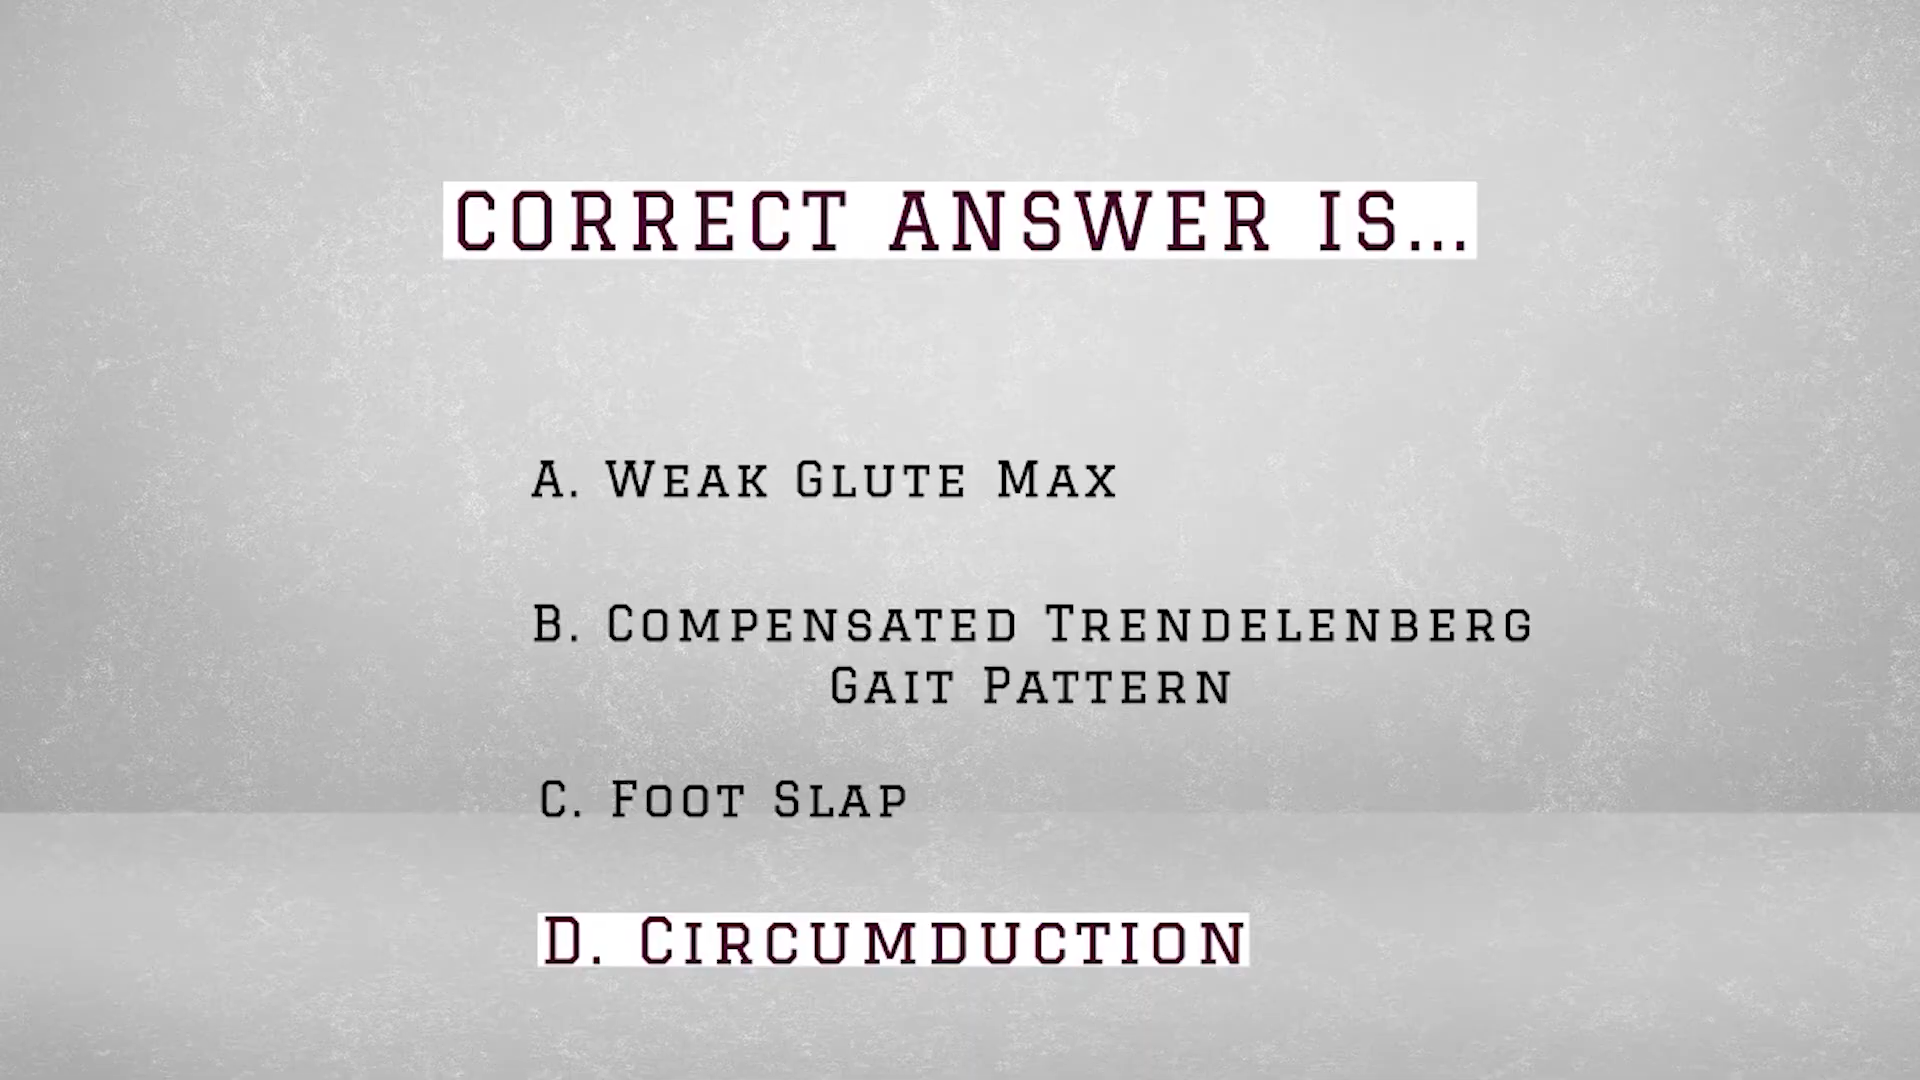 CORRECT ANSWER IS...
A. WEAK GLUTE MAX
B. COMPENSATED TRENDELENBERG
GAIT PATTERN
C. FOOT SLAP
D. CIRCUMDUCTION